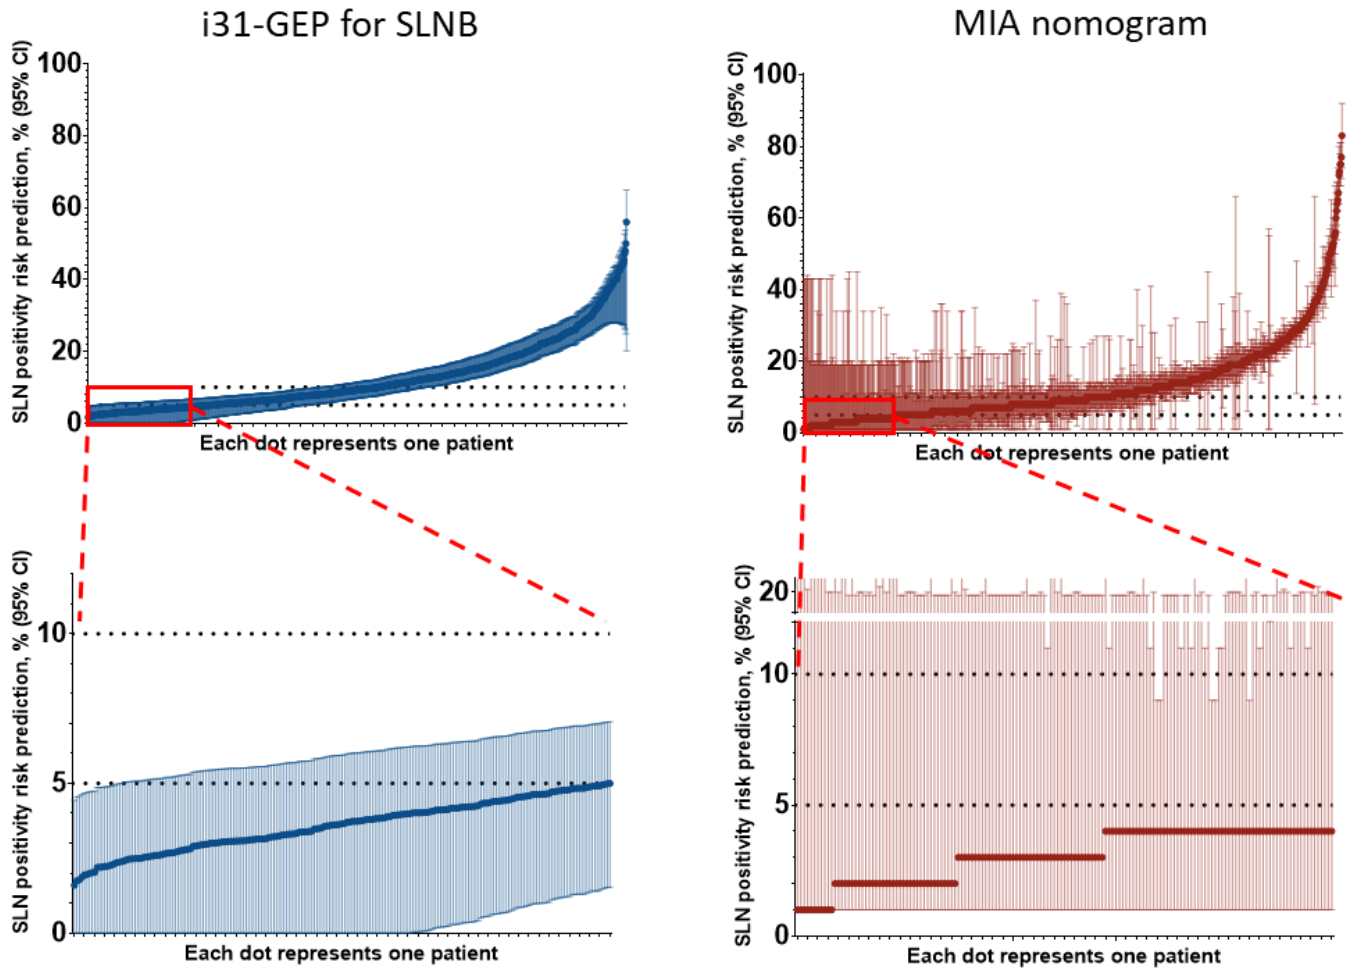 i31-GEP for SLNB
SLN positivity risk prediction, % (95% CI)
100
80
60
40
20
0
Each dot represents one patient
MIA nomogram
SLN positivity risk prediction, % (95% CI)
100
80
60
40
20
0
Each dot represents one patient
SLN positivity risk prediction, % (95% CI)
10
5
0
Each dot represents one patient
SLN positivity risk prediction, % (95% CI)
20
10
5
0
Each dot represents one patient